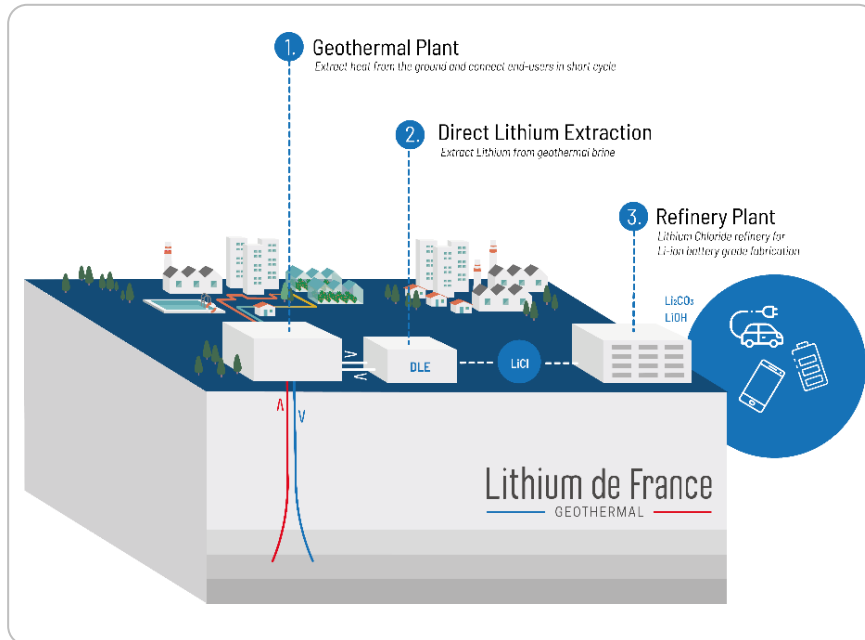 1.
Geothermal Plant
Extract heat from the ground and connect end-users in short cycle
2.
Direct Lithium Extraction
Extract Lithium from geothermal brine
3.
Refinery Plant
Lithium Chloride refinery for
Li-ion battery grade fabrication
Li₂CO₃
LiOH
DLE
LiCl
Lithium de France
GEOTHERMAL